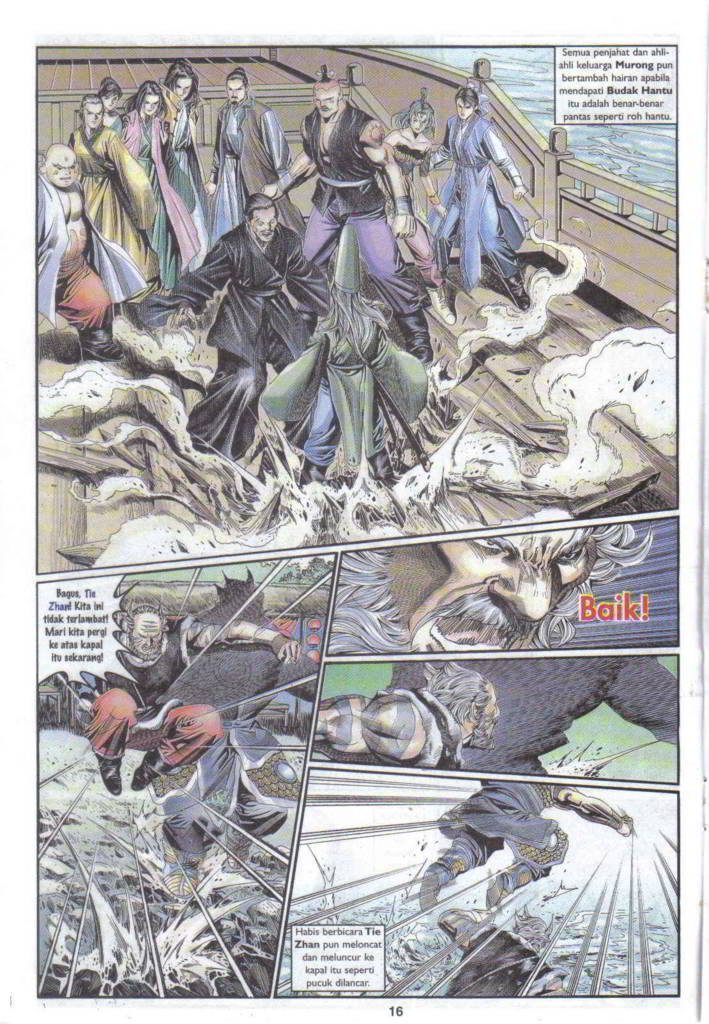 Semua penjahat dan ahli-
ahli keluarga Murong pun
bertambah hairan apabila
mendapati Budak Hantu
itu adalah benar-benar
pantas seperti roh hantu.
Bagus, Tie
Zhan! Kita ini
tidak terlambat!
Mari kita pergi
ke atas kapal
itu sekarang!
Baik!
Habis berbicara Tie
Zhan pun meloncat
dan meluncur ke
kapal itu seperti
pucuk dilancar.
16